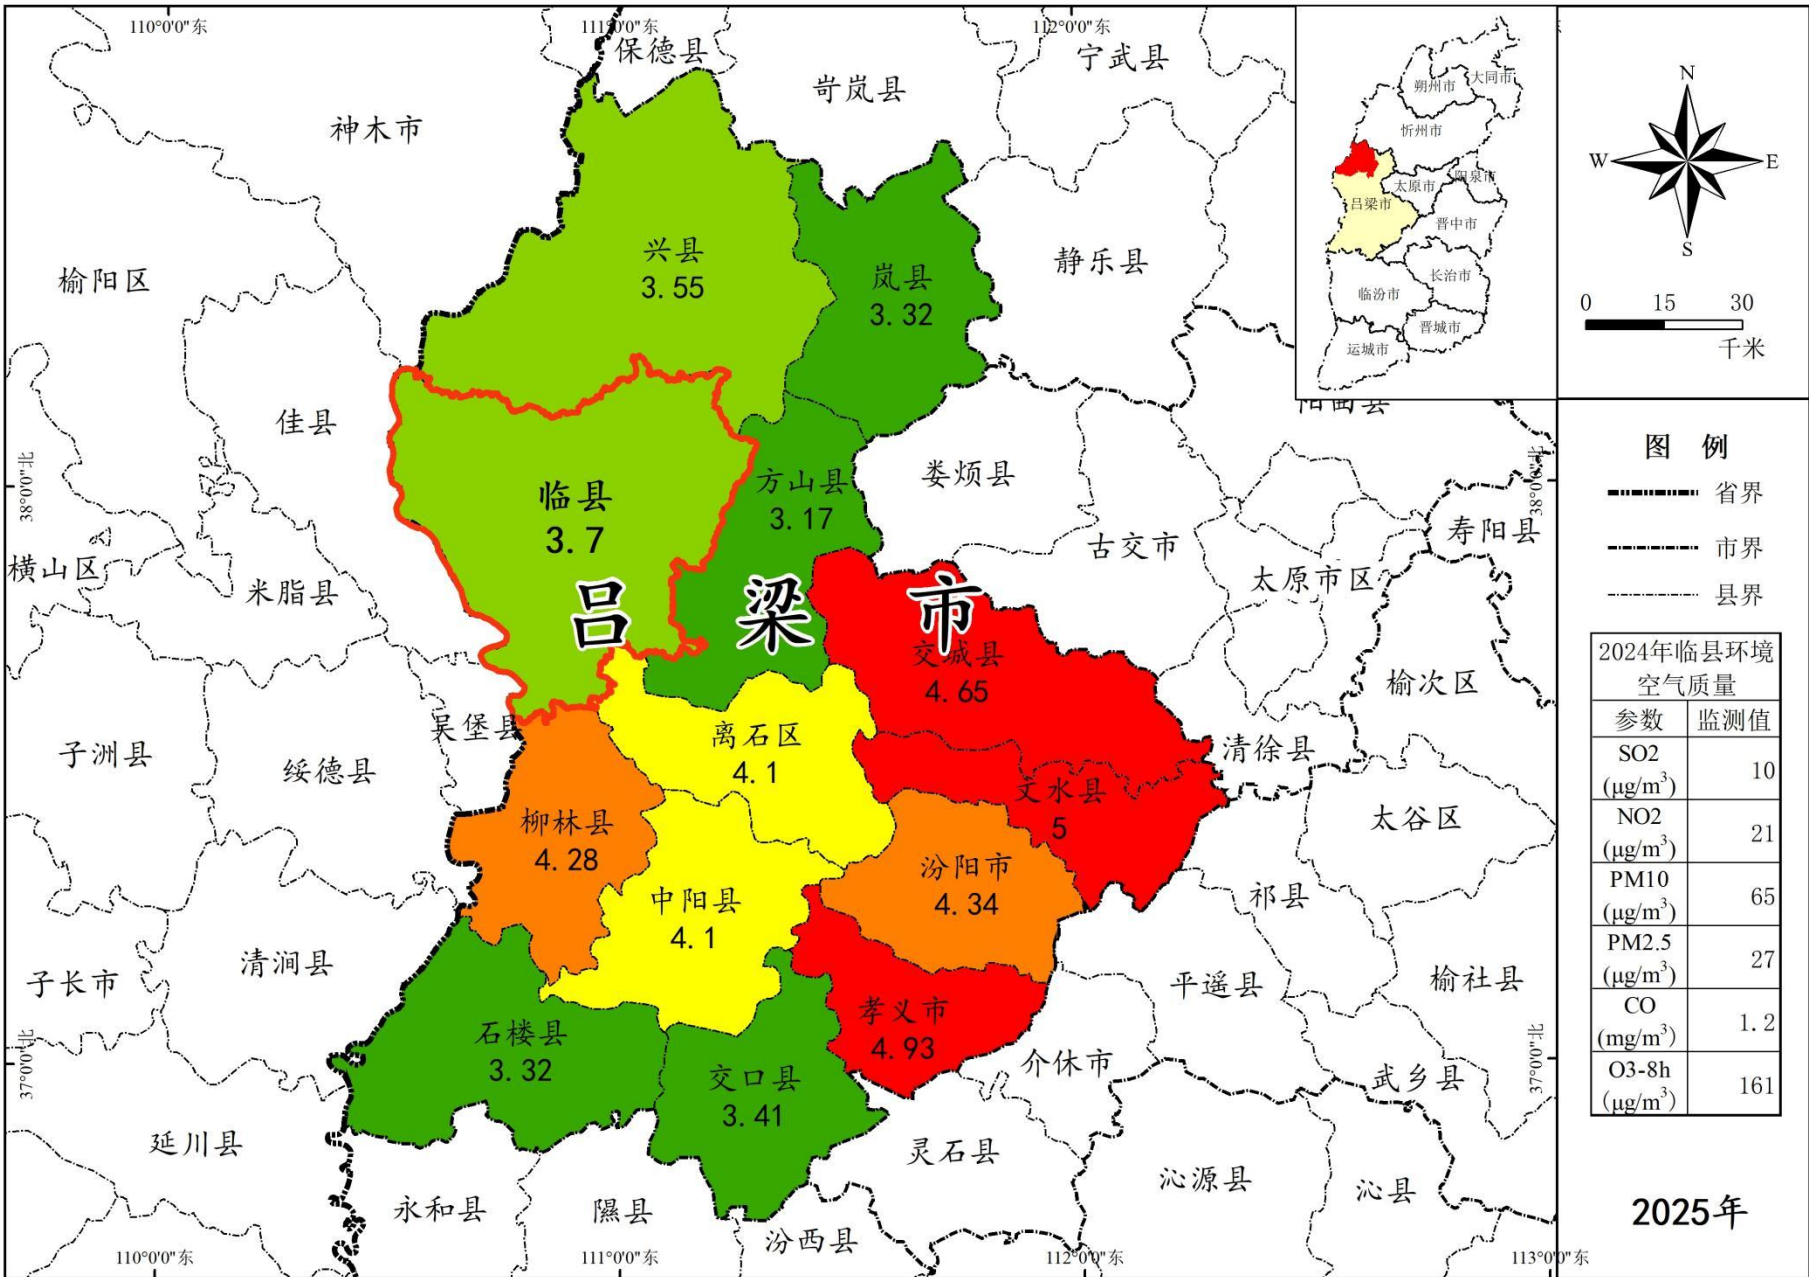 110°0'0"东
111°0'0"东
112°0'0"东
保德县
宁武县
岢岚县
神木市
兴县
3.55
岚县
3.32
静乐县
榆阳区
佳县
临县
3.7
方山县
3.17
娄烦县
古交市
太原市区
寿阳县
横山区
米脂县
吕梁市
交城县
4.65
榆次区
子洲县
绥德县
吴堡县
离石区
4.1
清徐县
文水县
5
太谷区
柳林县
4.28
中阳县
4.1
汾阳市
4.34
祁县
子长市
清涧县
平遥县
榆社县
石楼县
3.32
交口县
3.41
孝义市
4.93
介休市
武乡县
延川县
永和县
隰县
汾西县
灵石县
沁源县
沁县
38°0'0"北
37°0'0"北
38°0'0"北
37°0'0"北
110°0'0"东
111°0'0"东
112°0'0"东
113°0'0"东
朔州市
大同市
忻州市
太原市
阳泉市
吕梁市
晋中市
长治市
临汾市
晋城市
运城市
N
W
E
S
0 15 30
千米
图 例
省界
市界
县界
2024年临县环境
空气质量
参数 监测值
SO2
(μg/m³) 10
NO2
(μg/m³) 21
PM10
(μg/m³) 65
PM2.5
(μg/m³) 27
CO
(mg/m³) 1.2
O3-8h
（μg/m³） 161
2025年